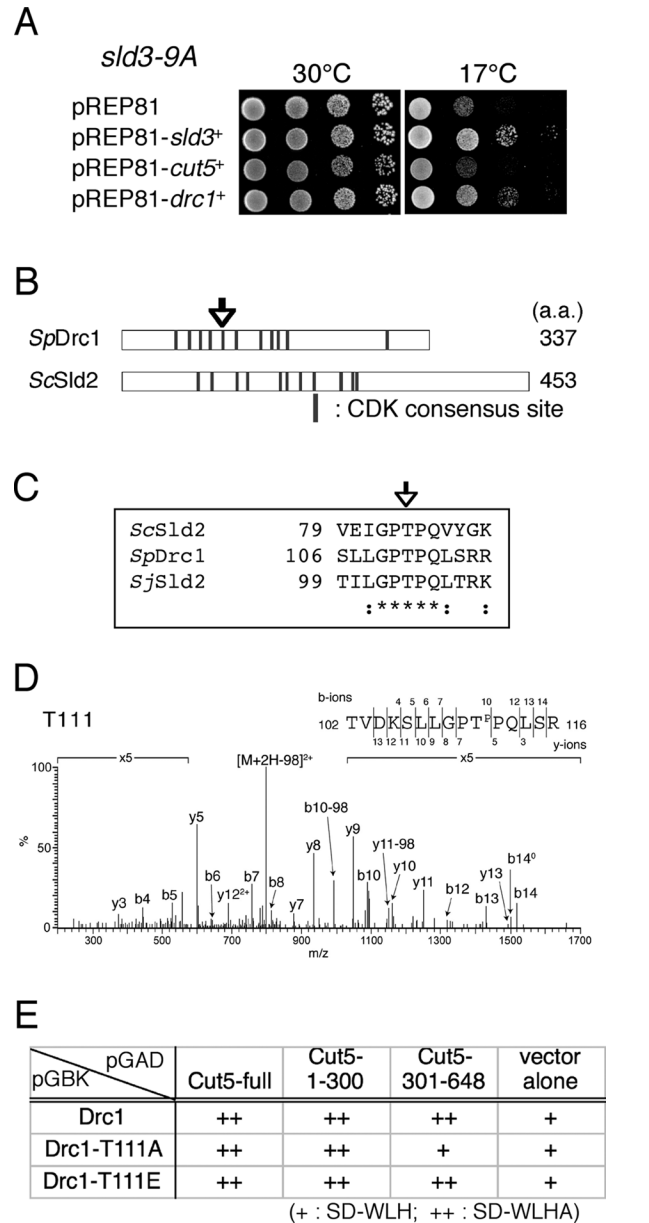 A
sld3-9A
30°C 17°C
pREP81
pREP81-sld3+
pREP81-cut5+
pREP81-drc1+
B
(a.a.)
SpDrc1 337
ScSld2 453
: CDK consensus site
C
ScSld2 79 VEIGPTPQVYGK
SpDrc1 106 SLLGPTPQLSRR
SjSld2 99 TILGPTPQLTRK
:*****: :
D
b-ions
4 5 6 7 10 12 13 14
T111
102 TVDKSLLGPTPPQLSR 116
13 12 11 10 9 8 7 5 3
y-ions
x5 [M+2H-98]2+ x5
100
50
0
%
y3 b4 b5 y5 b6 y122+ b7 b8 y7 y8 b10-98 y9 b10 y11-98 y10 y11 b12 b13 y13 b14⁰ b14
300 500 700 900 1100 1300 1500 1700
m/z
E
pGAD
pGBK
Cut5-full Cut5-1-300 Cut5-301-648 vector alone
Drc1 ++ ++ ++ +
Drc1-T111A ++ ++ + +
Drc1-T111E ++ ++ ++ +
(+ : SD-WLH; ++ : SD-WLHA)